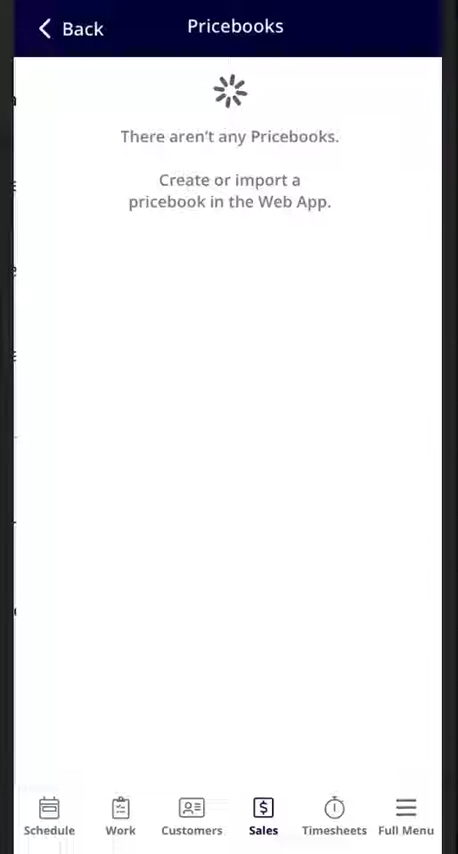 Back
Pricebooks
There aren't any Pricebooks.
Create or import a
pricebook in the Web App.
Schedule
Work
Customers
Sales
Timesheets
Full Menu